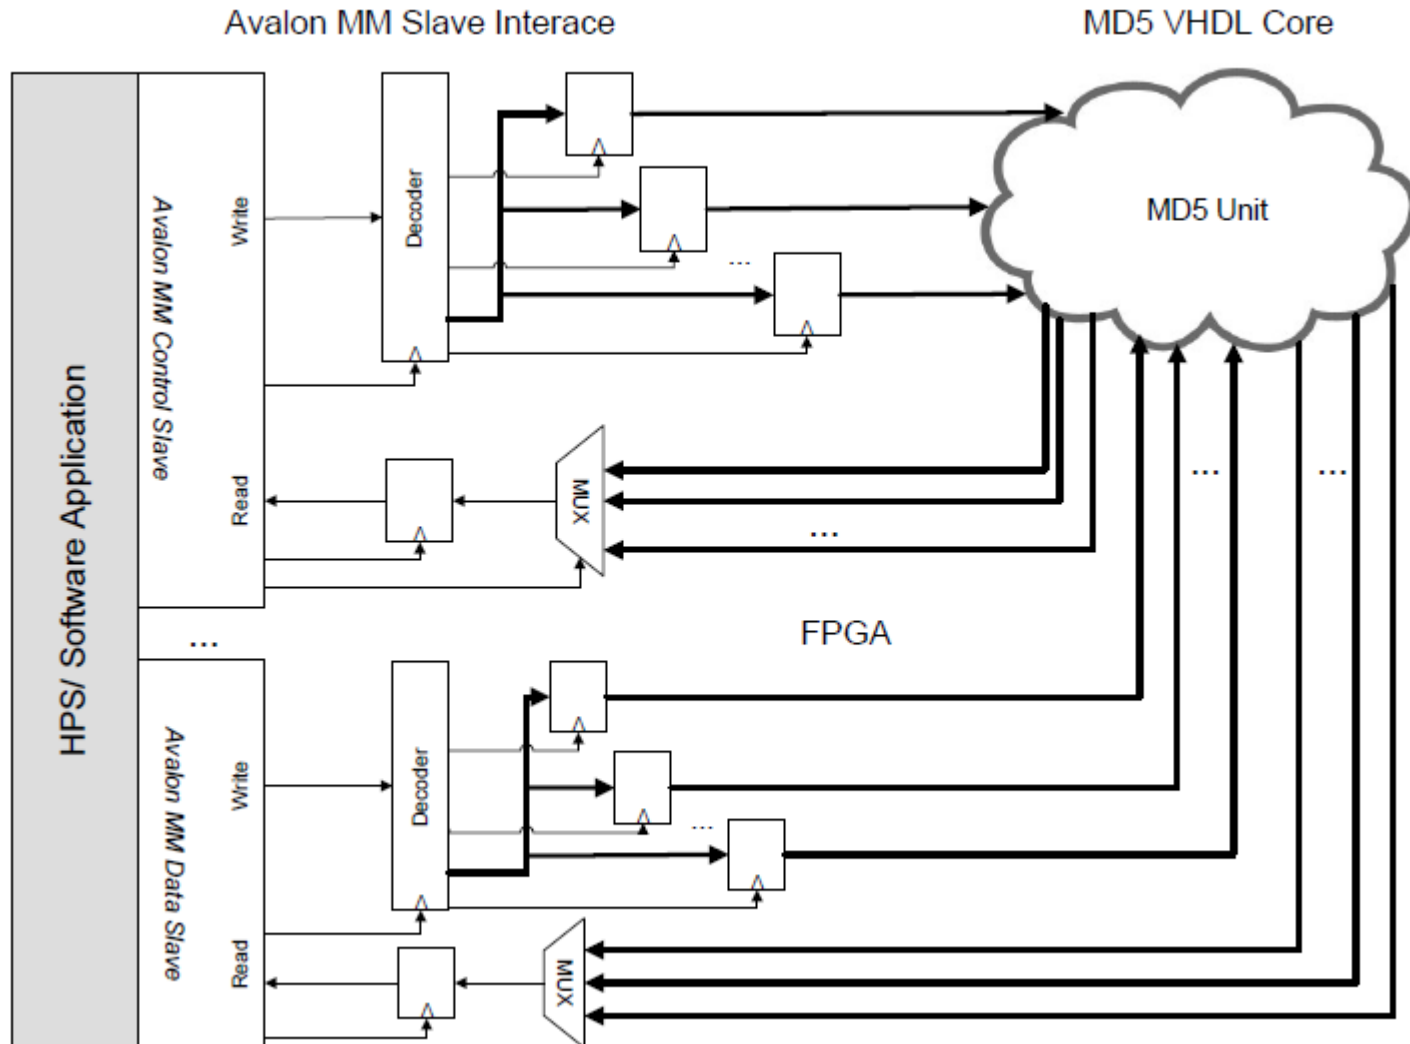 Avalon MM Slave Interace
MD5 VHDL Core
HPS/ Software Application
Avalon MM Control Slave
Write
Decoder
...
MD5 Unit
Read
MUX
...
...
...
...
FPGA
Avalon MM Data Slave
Write
Decoder
...
Read
MUX